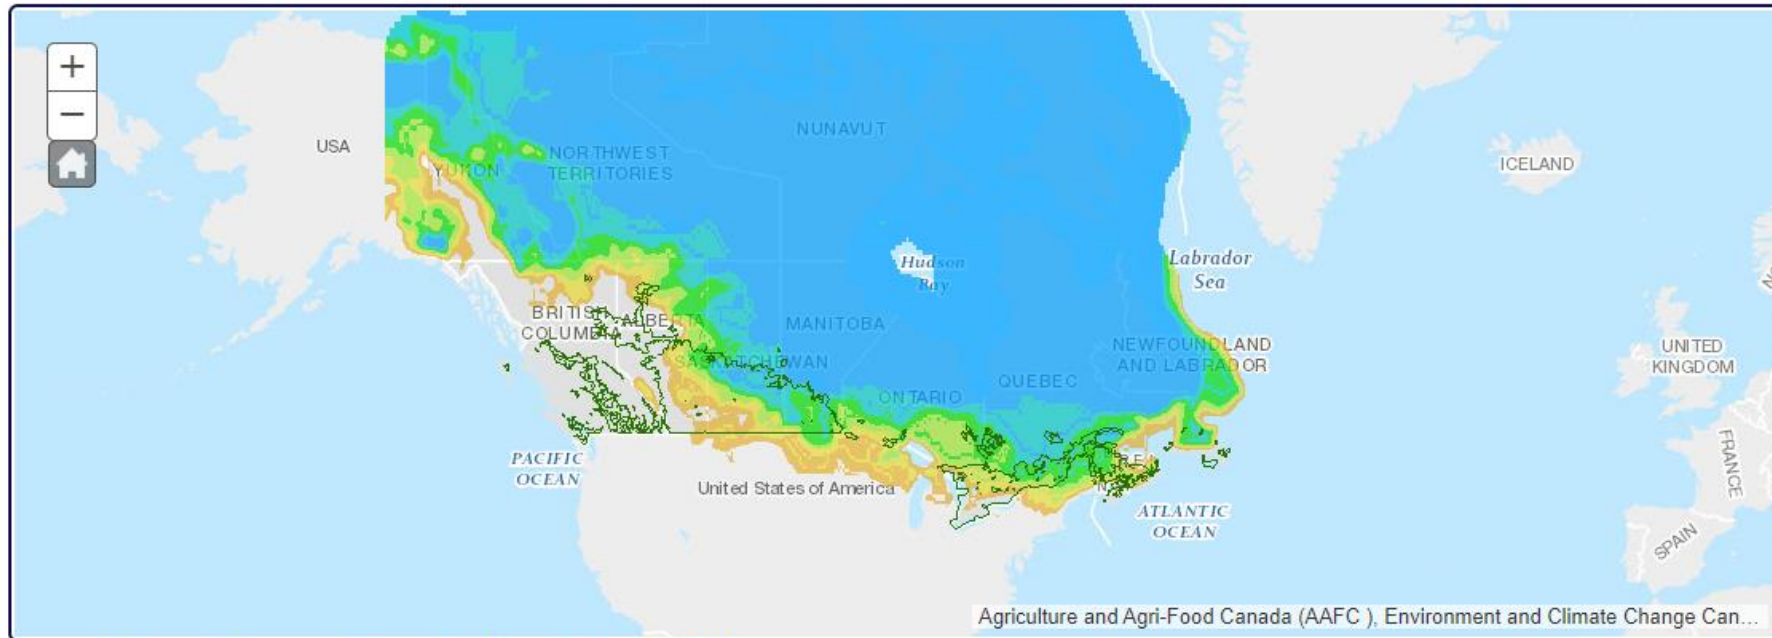 +
−
USA
YUKON
NORTHWEST
TERRITORIES
NUNAVUT
ICELAND
Hudson
Bay
Labrador
Sea
BRITISH
COLUMBIA
ALBERTA
SASKATCHEWAN
MANITOBA
ONTARIO
QUEBEC
NEWFOUNDLAND
AND LABRADOR
UNITED
KINGDOM
PACIFIC
OCEAN
United States of America
ATLANTIC
OCEAN
FRANCE
SPAIN
Agriculture and Agri-Food Canada (AAFC ), Environment and Climate Change Can...